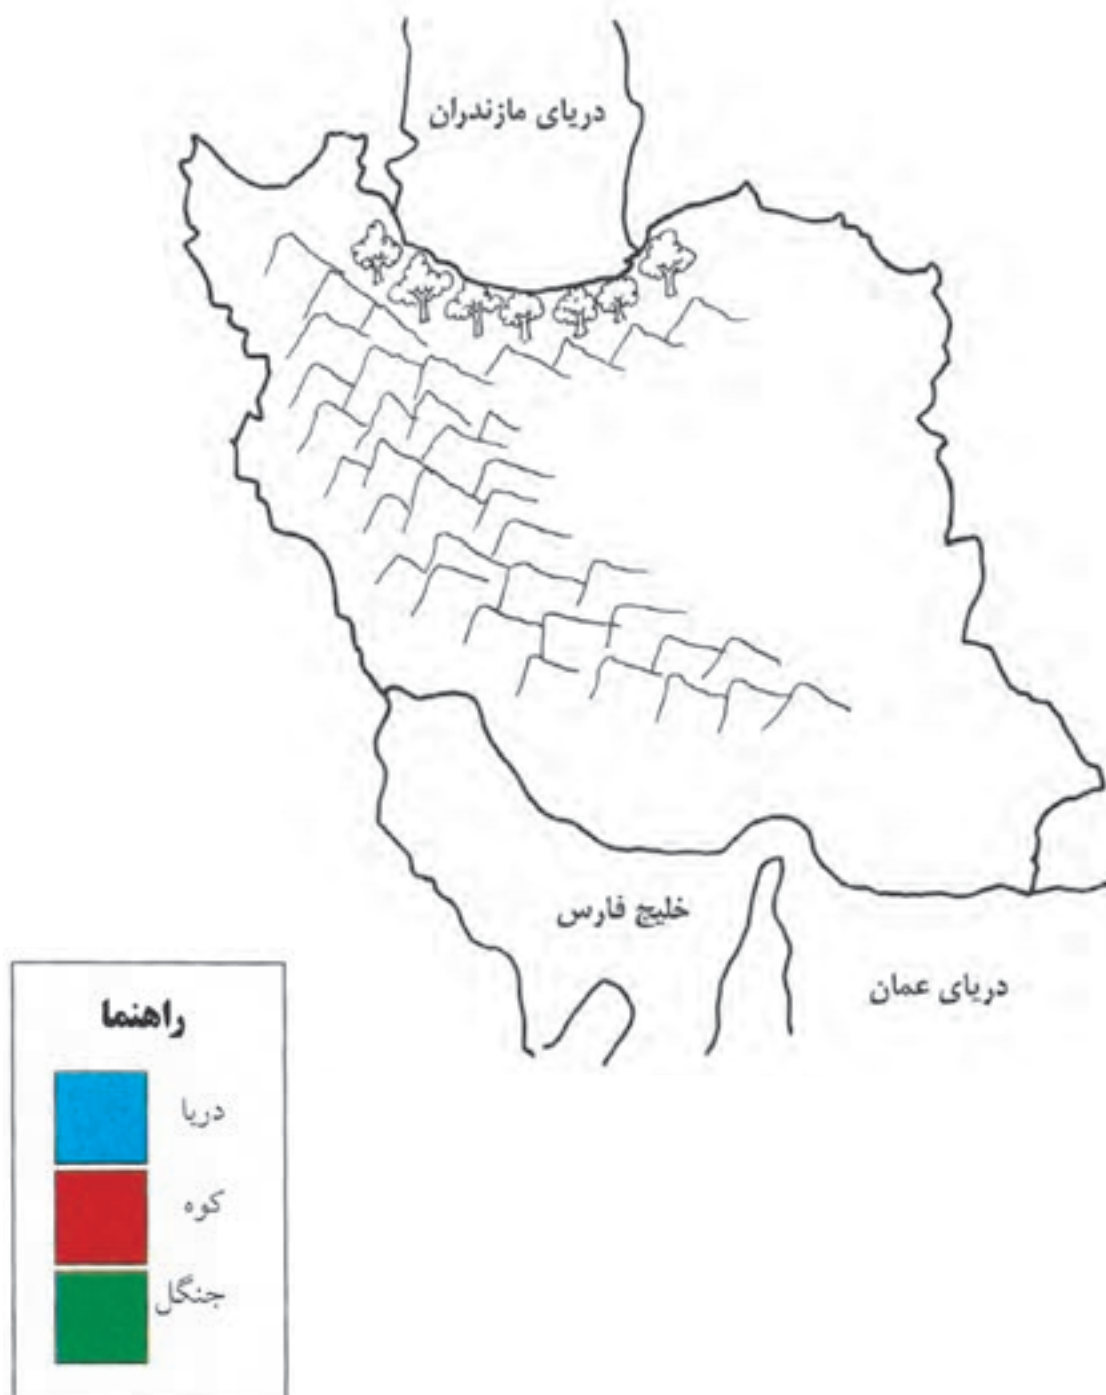 دریای مازندران
خلیج فارس
دریای عمان
راهنما
دریا
کوه
جنگل